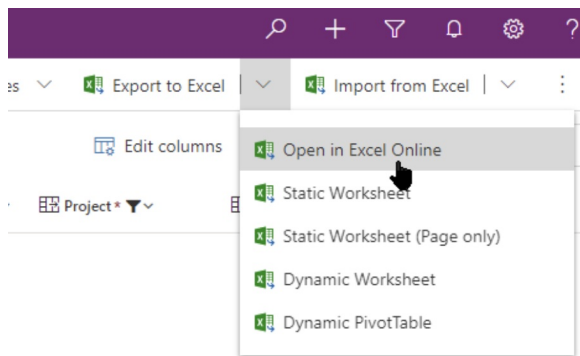 ?
es Export to Excel Import from Excel
Edit columns
Open in Excel Online
Project*
Static Worksheet
Static Worksheet (Page only)
Dynamic Worksheet
Dynamic PivotTable